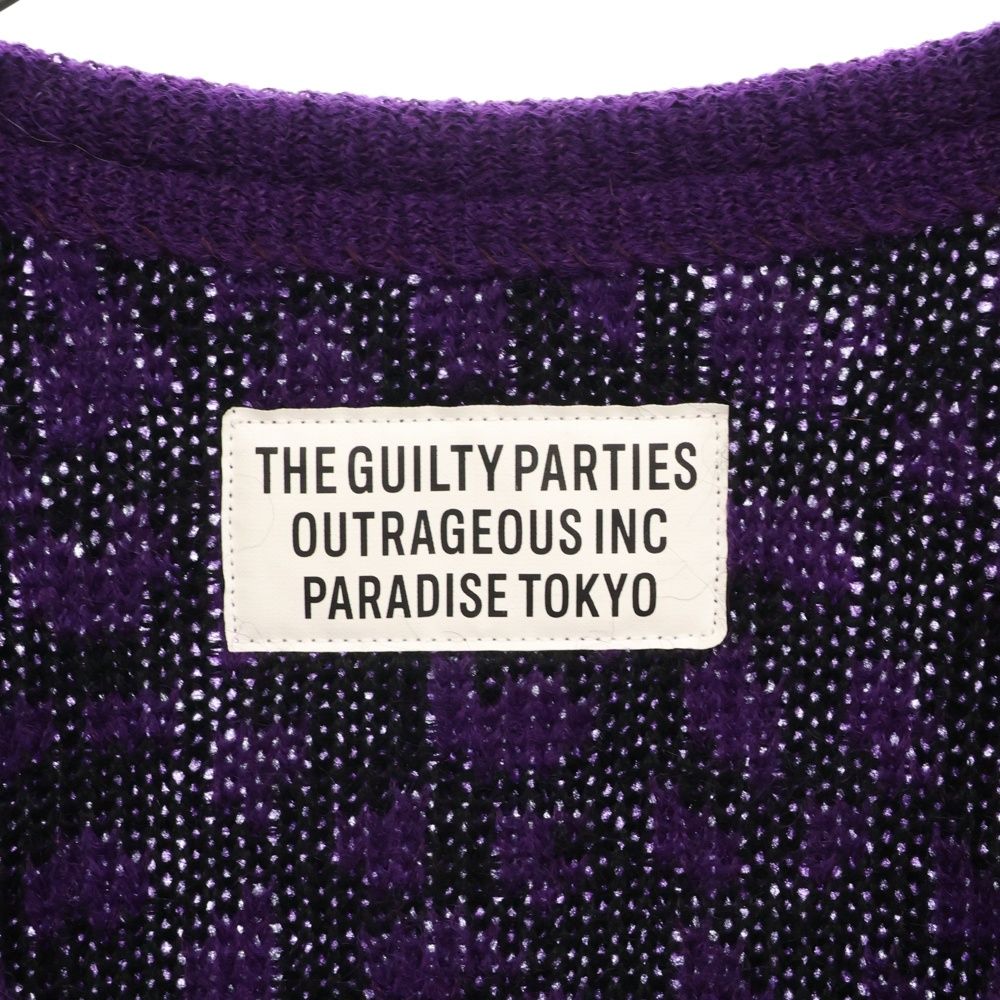 THE GUILTY PARTIES
OUTRAGEOUS INC
PARADISE TOKYO